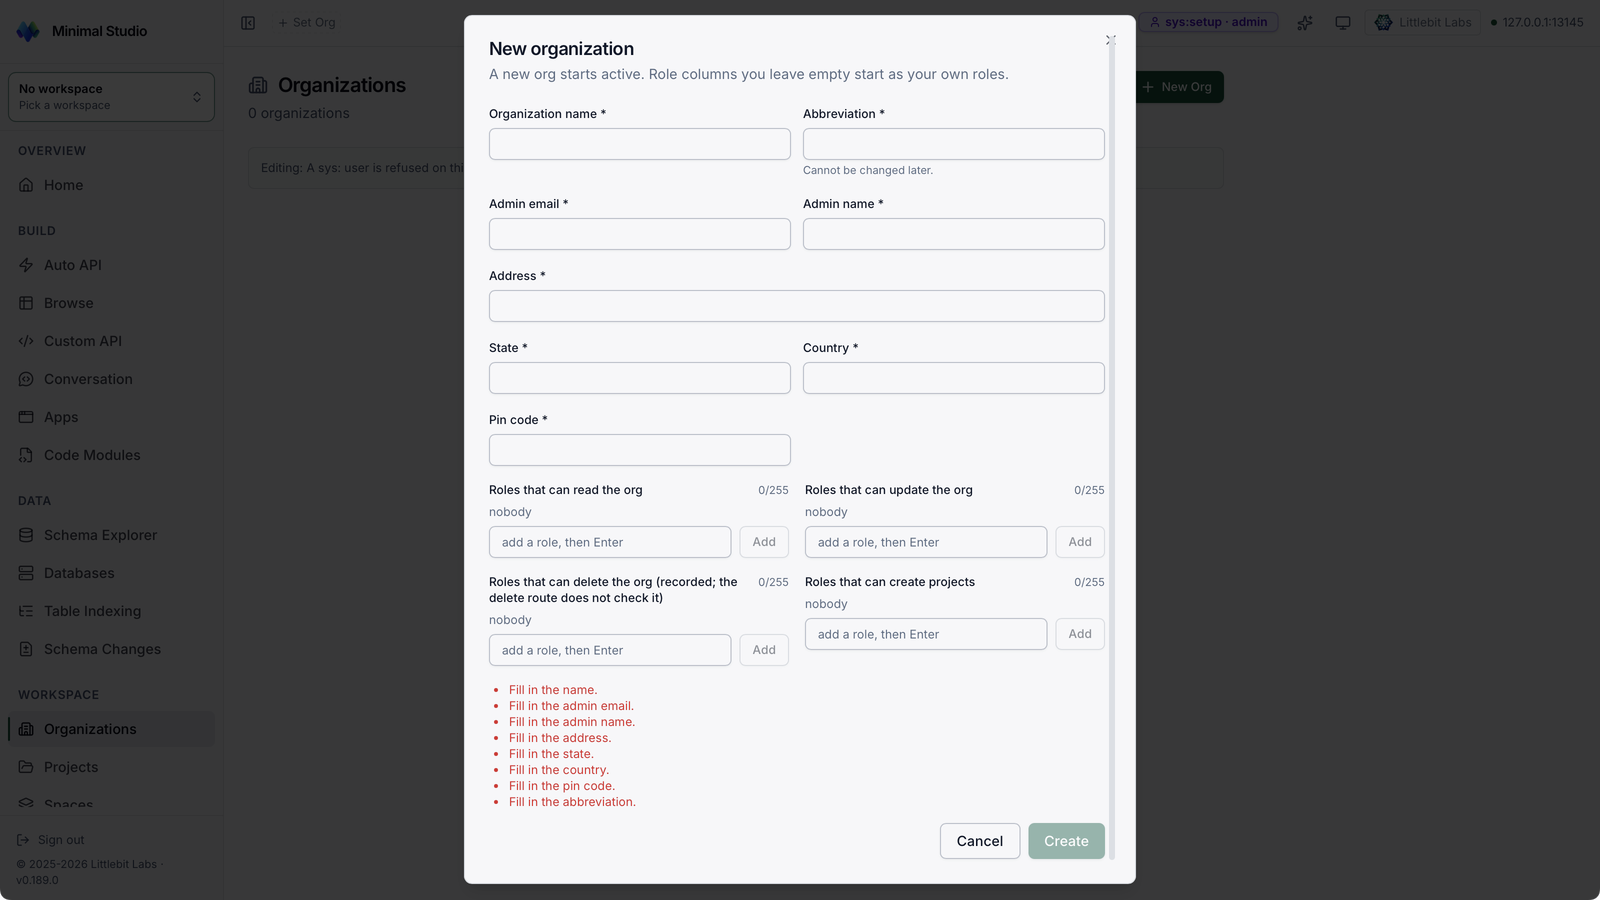 Minimal Studio
+ Set Org
sys:setup · admin
Littlebit Labs
127.0.0.1:13145
No workspace
Pick a workspace
OVERVIEW
Home
BUILD
Auto API
Browse
Custom API
Conversation
Apps
Code Modules
DATA
Schema Explorer
Databases
Table Indexing
Schema Changes
WORKSPACE
Organizations
Projects
Spaces
Sign out
© 2025-2026 Littlebit Labs ·
v0.189.0
Organizations
0 organizations
+ New Org
Editing: A sys: user is refused on
New organization
A new org starts active. Role columns you leave empty start as your own roles.
Organization name *
Abbreviation *
Cannot be changed later.
Admin email *
Admin name *
Address *
State *
Country *
Pin code *
Roles that can read the org 0/255
nobody
add a role, then Enter Add
Roles that can update the org 0/255
nobody
add a role, then Enter Add
Roles that can delete the org (recorded; the 0/255
delete route does not check it)
nobody
add a role, then Enter Add
Roles that can create projects 0/255
nobody
add a role, then Enter Add
• Fill in the name.
• Fill in the admin email.
• Fill in the admin name.
• Fill in the address.
• Fill in the state.
• Fill in the country.
• Fill in the pin code.
• Fill in the abbreviation.
Cancel
Create